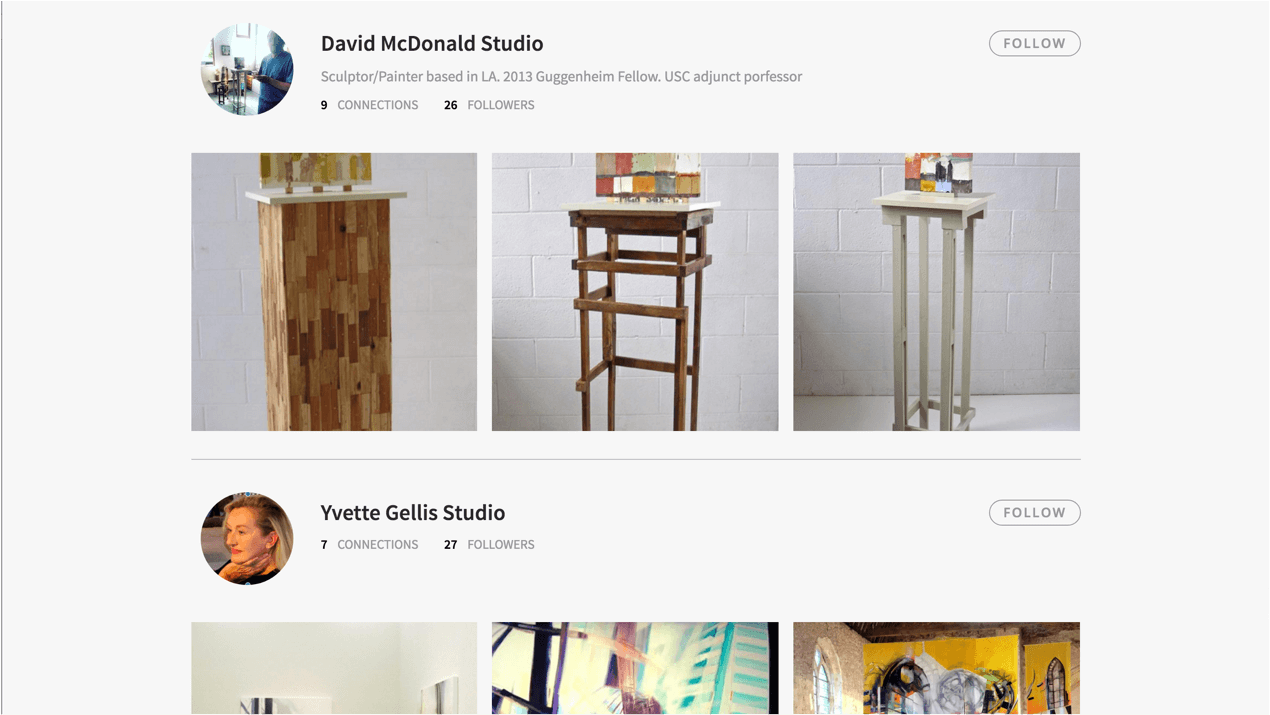 David McDonald Studio
FOLLOW
Sculptor/Painter based in LA. 2013 Guggenheim Fellow. USC adjunct porfessor
9 CONNECTIONS 26 FOLLOWERS
Yvette Gellis Studio
FOLLOW
7 CONNECTIONS 27 FOLLOWERS